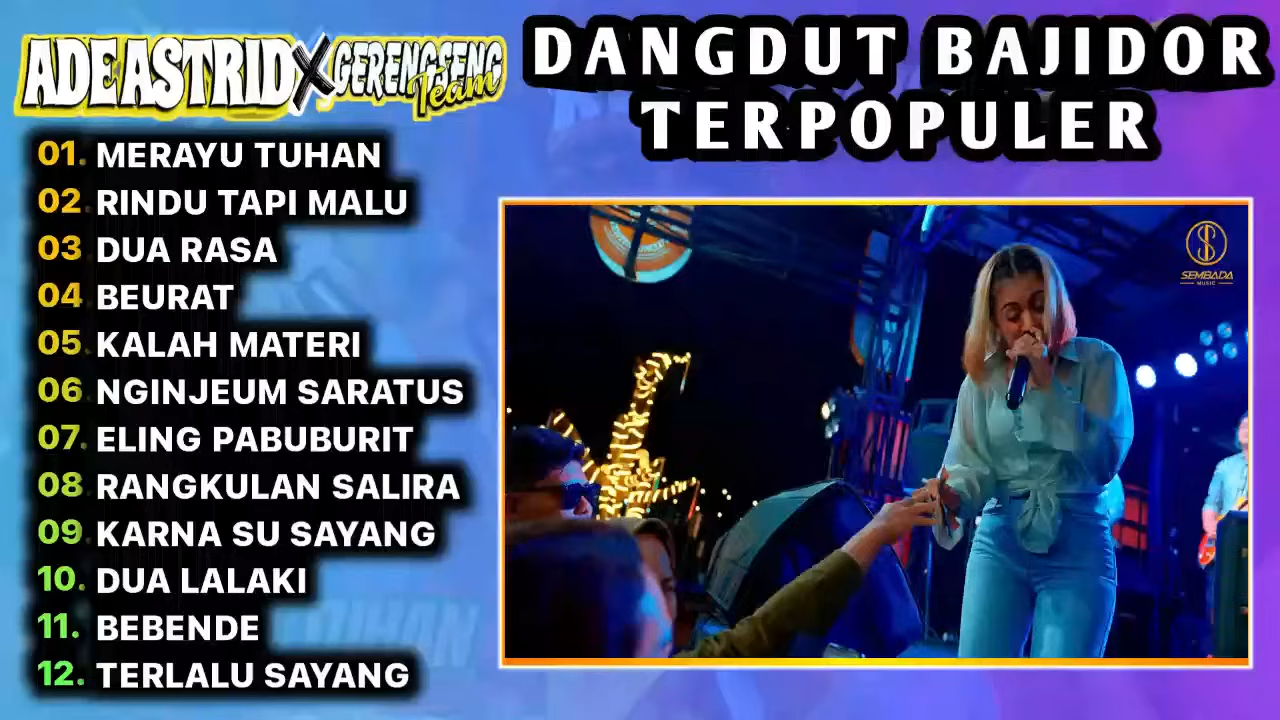 ADE ASTRID X GERENGSENG Team
DANGDUT BAJIDOR
TERPOPULER
01. MERAYU TUHAN
02. RINDU TAPI MALU
03 DUA RASA
04 BEURAT
05. KALAH MATERI
06 NGINJEUM SARATUS
07. ELING PABUBURIT
08 RANGKULAN SALIRA
09 KARNA SU SAYANG
10. DUA LALAKI
11. BEBENDE
12. TERLALU SAYANG
SEMBADA
MUSIC